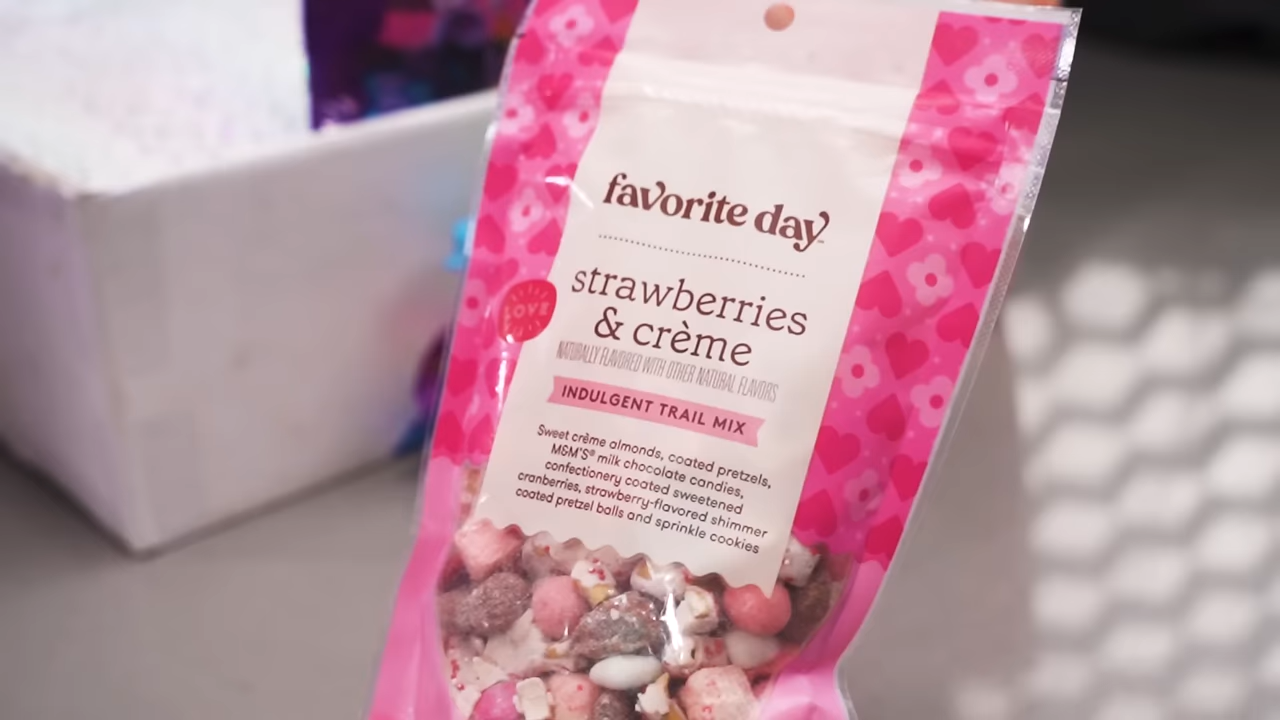 favorite day
strawberries
& crème
LOVE
NATURALLY FLAVORED WITH OTHER NATURAL FLAVORS
INDULGENT TRAIL MIX
Sweet crème almonds, coated pretzels,
M&M'S® milk chocolate candies,
confectionery coated sweetened
cranberries, strawberry-flavored shimmer
coated pretzel balls and sprinkle cookies